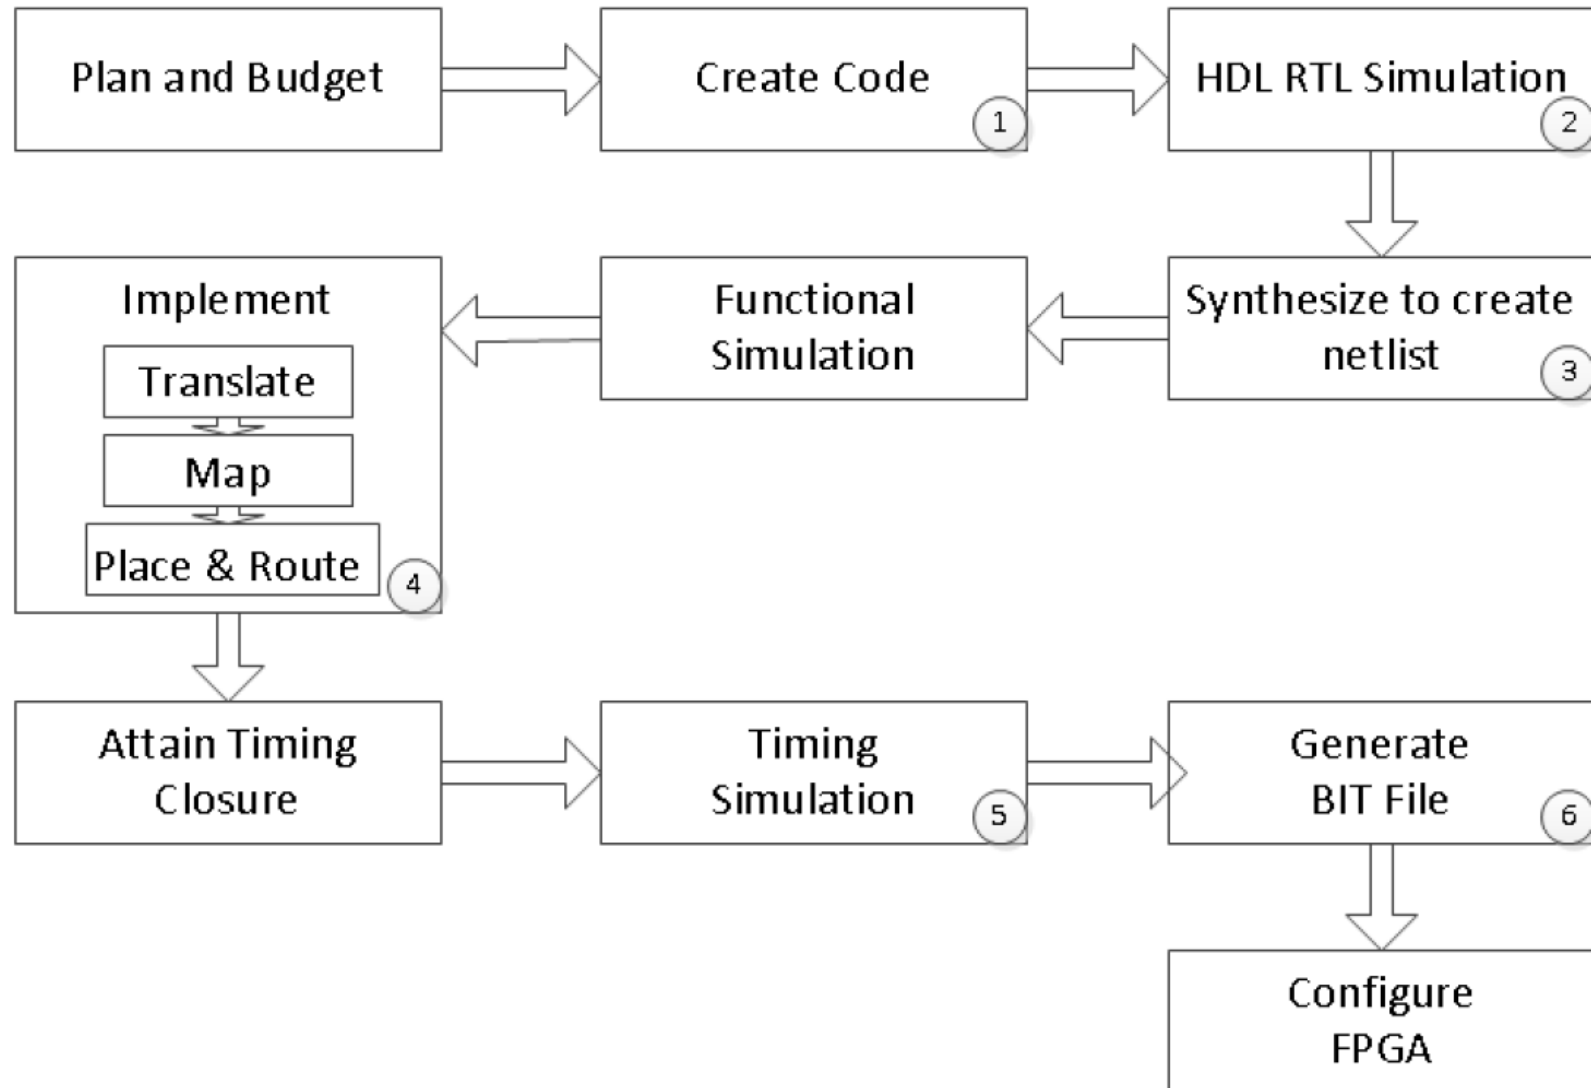 Plan and Budget
Create Code
1
HDL RTL Simulation
2
Synthesize to create
netlist
3
Functional
Simulation
Implement
Translate
Map
Place & Route
4
Attain Timing
Closure
Timing
Simulation
5
Generate
BIT File
6
Configure
FPGA